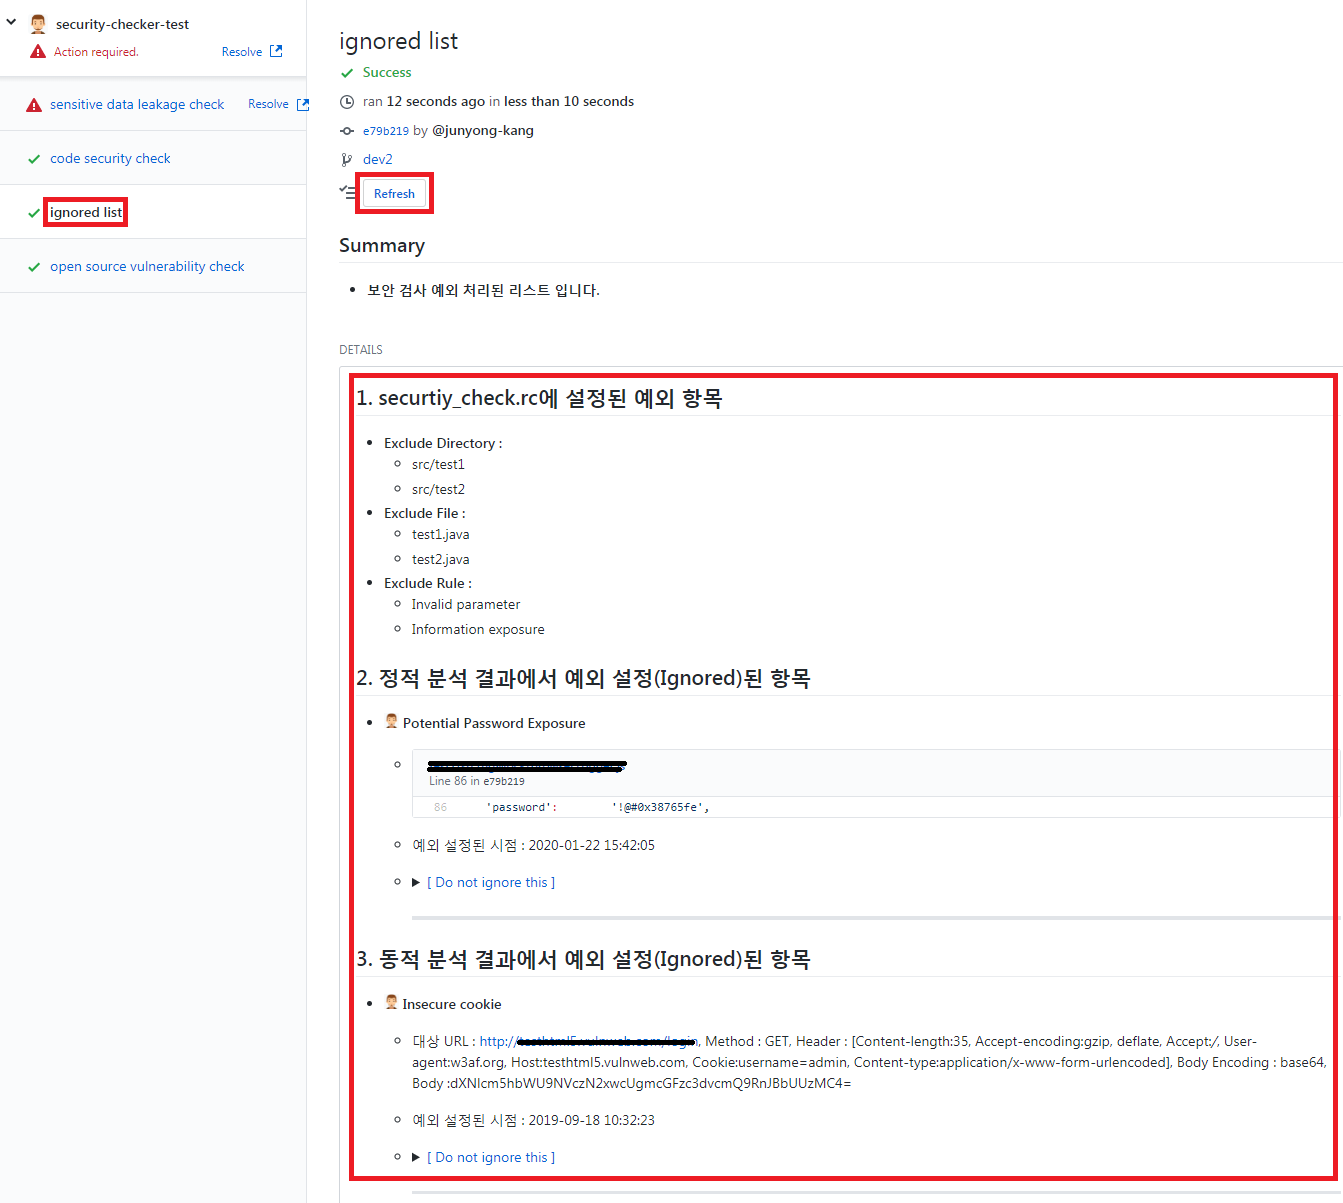 security-checker-test
Action required.
Resolve
sensitive data leakage check
Resolve
code security check
ignored list
open source vulnerability check
ignored list
Success
ran 12 seconds ago in less than 10 seconds
e79b219 by @junyong-kang
dev2
Refresh
Summary
보안 검사 예외 처리된 리스트 입니다.
DETAILS
1. securtiy_check.rc에 설정된 예외 항목
Exclude Directory :
src/test1
src/test2
Exclude File :
test1.java
test2.java
Exclude Rule :
Invalid parameter
Information exposure
2. 정적 분석 결과에서 예외 설정(Ignored)된 항목
Potential Password Exposure
Line 86 in e79b219
86 'password': '!@#0x38765fe',
예외 설정된 시점 : 2020-01-22 15:42:05
[ Do not ignore this ]
3. 동적 분석 결과에서 예외 설정(Ignored)된 항목
Insecure cookie
대상 URL : http://, Method : GET, Header : [Content-length:35, Accept-encoding:gzip, deflate, Accept:/, User-
agent:w3af.org, Host:testhtml5.vulnweb.com, Cookie:username=admin, Content-type:application/x-www-form-urlencoded], Body Encoding : base64,
Body :dXNlcm5hbWU9NVczN2xwcUgmcGFzc3dvcmQ9RnJBbUUzMC4=
예외 설정된 시점 : 2019-09-18 10:32:23
[ Do not ignore this ]